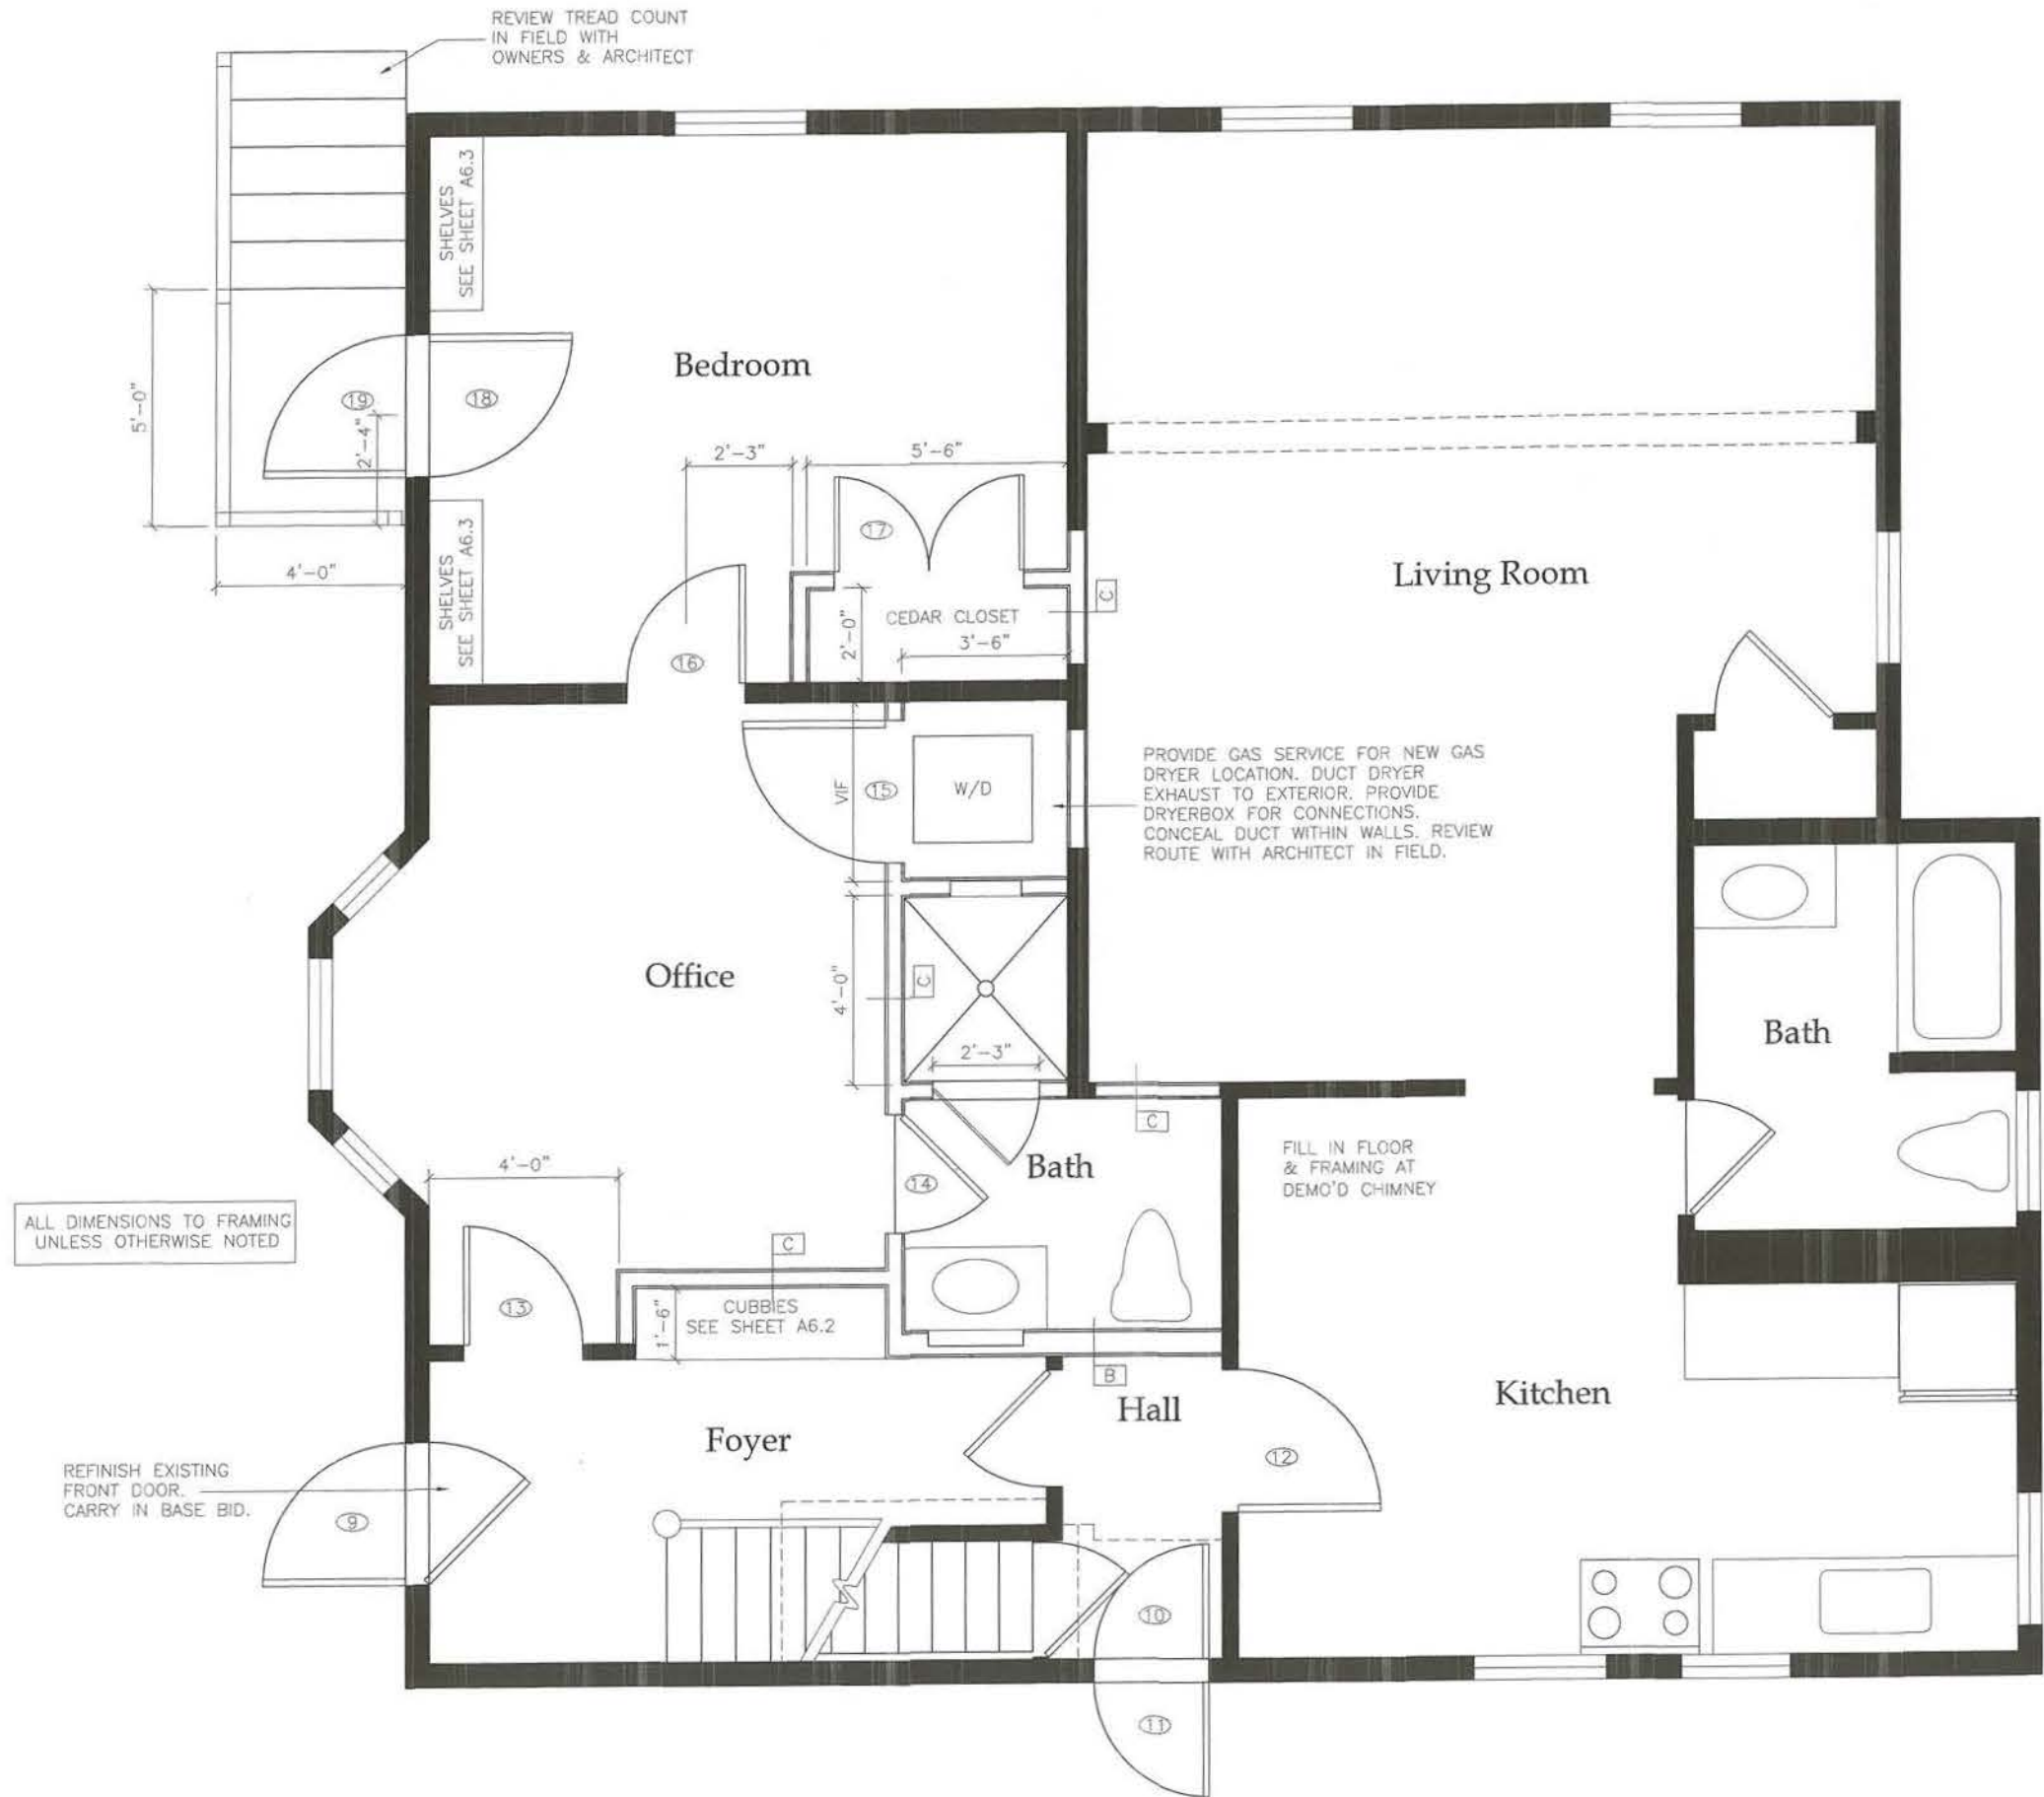 REVIEW TREAD COUNT
IN FIELD WITH
OWNERS & ARCHITECT
SHELVES
SEE SHEET A6.3
Bedroom
5'-0"
19
18
2'-4"
2'-3"
5'-6"
17
4'-0"
SHELVES
SEE SHEET A6.3
Living Room
C
CEDAR CLOSET
2'-0"
3'-6"
16
PROVIDE GAS SERVICE FOR NEW GAS
DRYER LOCATION. DUCT DRYER
EXHAUST TO EXTERIOR. PROVIDE
DRYERBOX FOR CONNECTIONS.
CONCEAL DUCT WITHIN WALLS. REVIEW
ROUTE WITH ARCHITECT IN FIELD.
VIF
15
W/D
Office
4'-0"
C
2'-3"
Bath
C
FILL IN FLOOR
& FRAMING AT
DEMO'D CHIMNEY
4'-0"
14
Bath
ALL DIMENSIONS TO FRAMING
UNLESS OTHERWISE NOTED
C
13
1'-6"
CUBBIES
SEE SHEET A6.2
B
Hall
Kitchen
Foyer
12
REFINISH EXISTING
FRONT DOOR.
CARRY IN BASE BID.
9
10
11